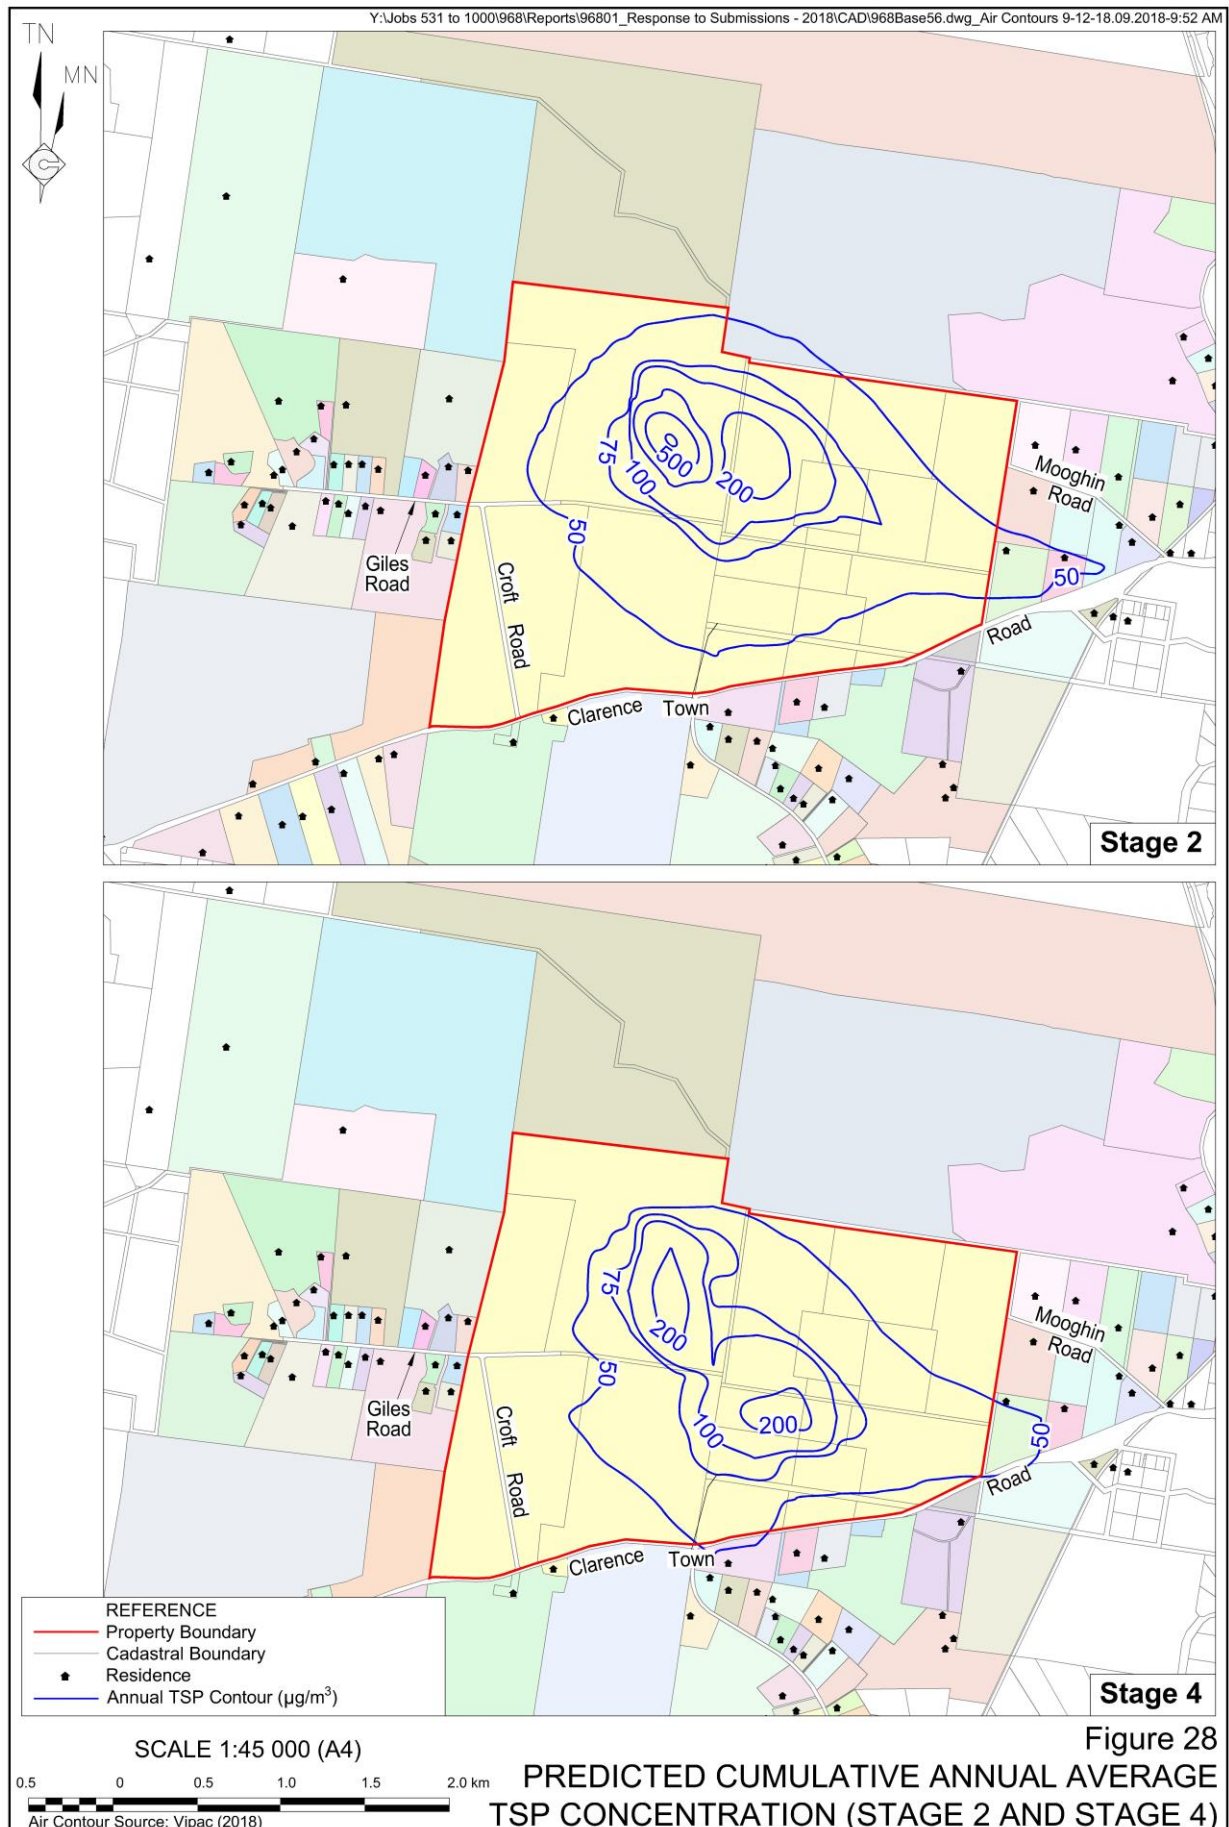 Y:\Jobs 531 to 1000\968\Reports\96801_Response to Submissions - 2018\CAD\968Base56.dwg_Air Contours 9-12-18.09.2018-9:52 AM
TN
MN
75
100
500
200
50
50
Mooghin
Road
Giles
Road
Croft
Road
Road
Clarence Town
Stage 2
75
200
50
100
200
50
Mooghin
Road
Giles
Road
Croft
Road
Road
Clarence Town
REFERENCE
Property Boundary
Cadastral Boundary
Residence
Annual TSP Contour (µg/m³)
Stage 4
SCALE 1:45 000 (A4)
0.5 0 0.5 1.0 1.5 2.0 km
Air Contour Source: Vipac (2018)
Figure 28
PREDICTED CUMULATIVE ANNUAL AVERAGE
TSP CONCENTRATION (STAGE 2 AND STAGE 4)